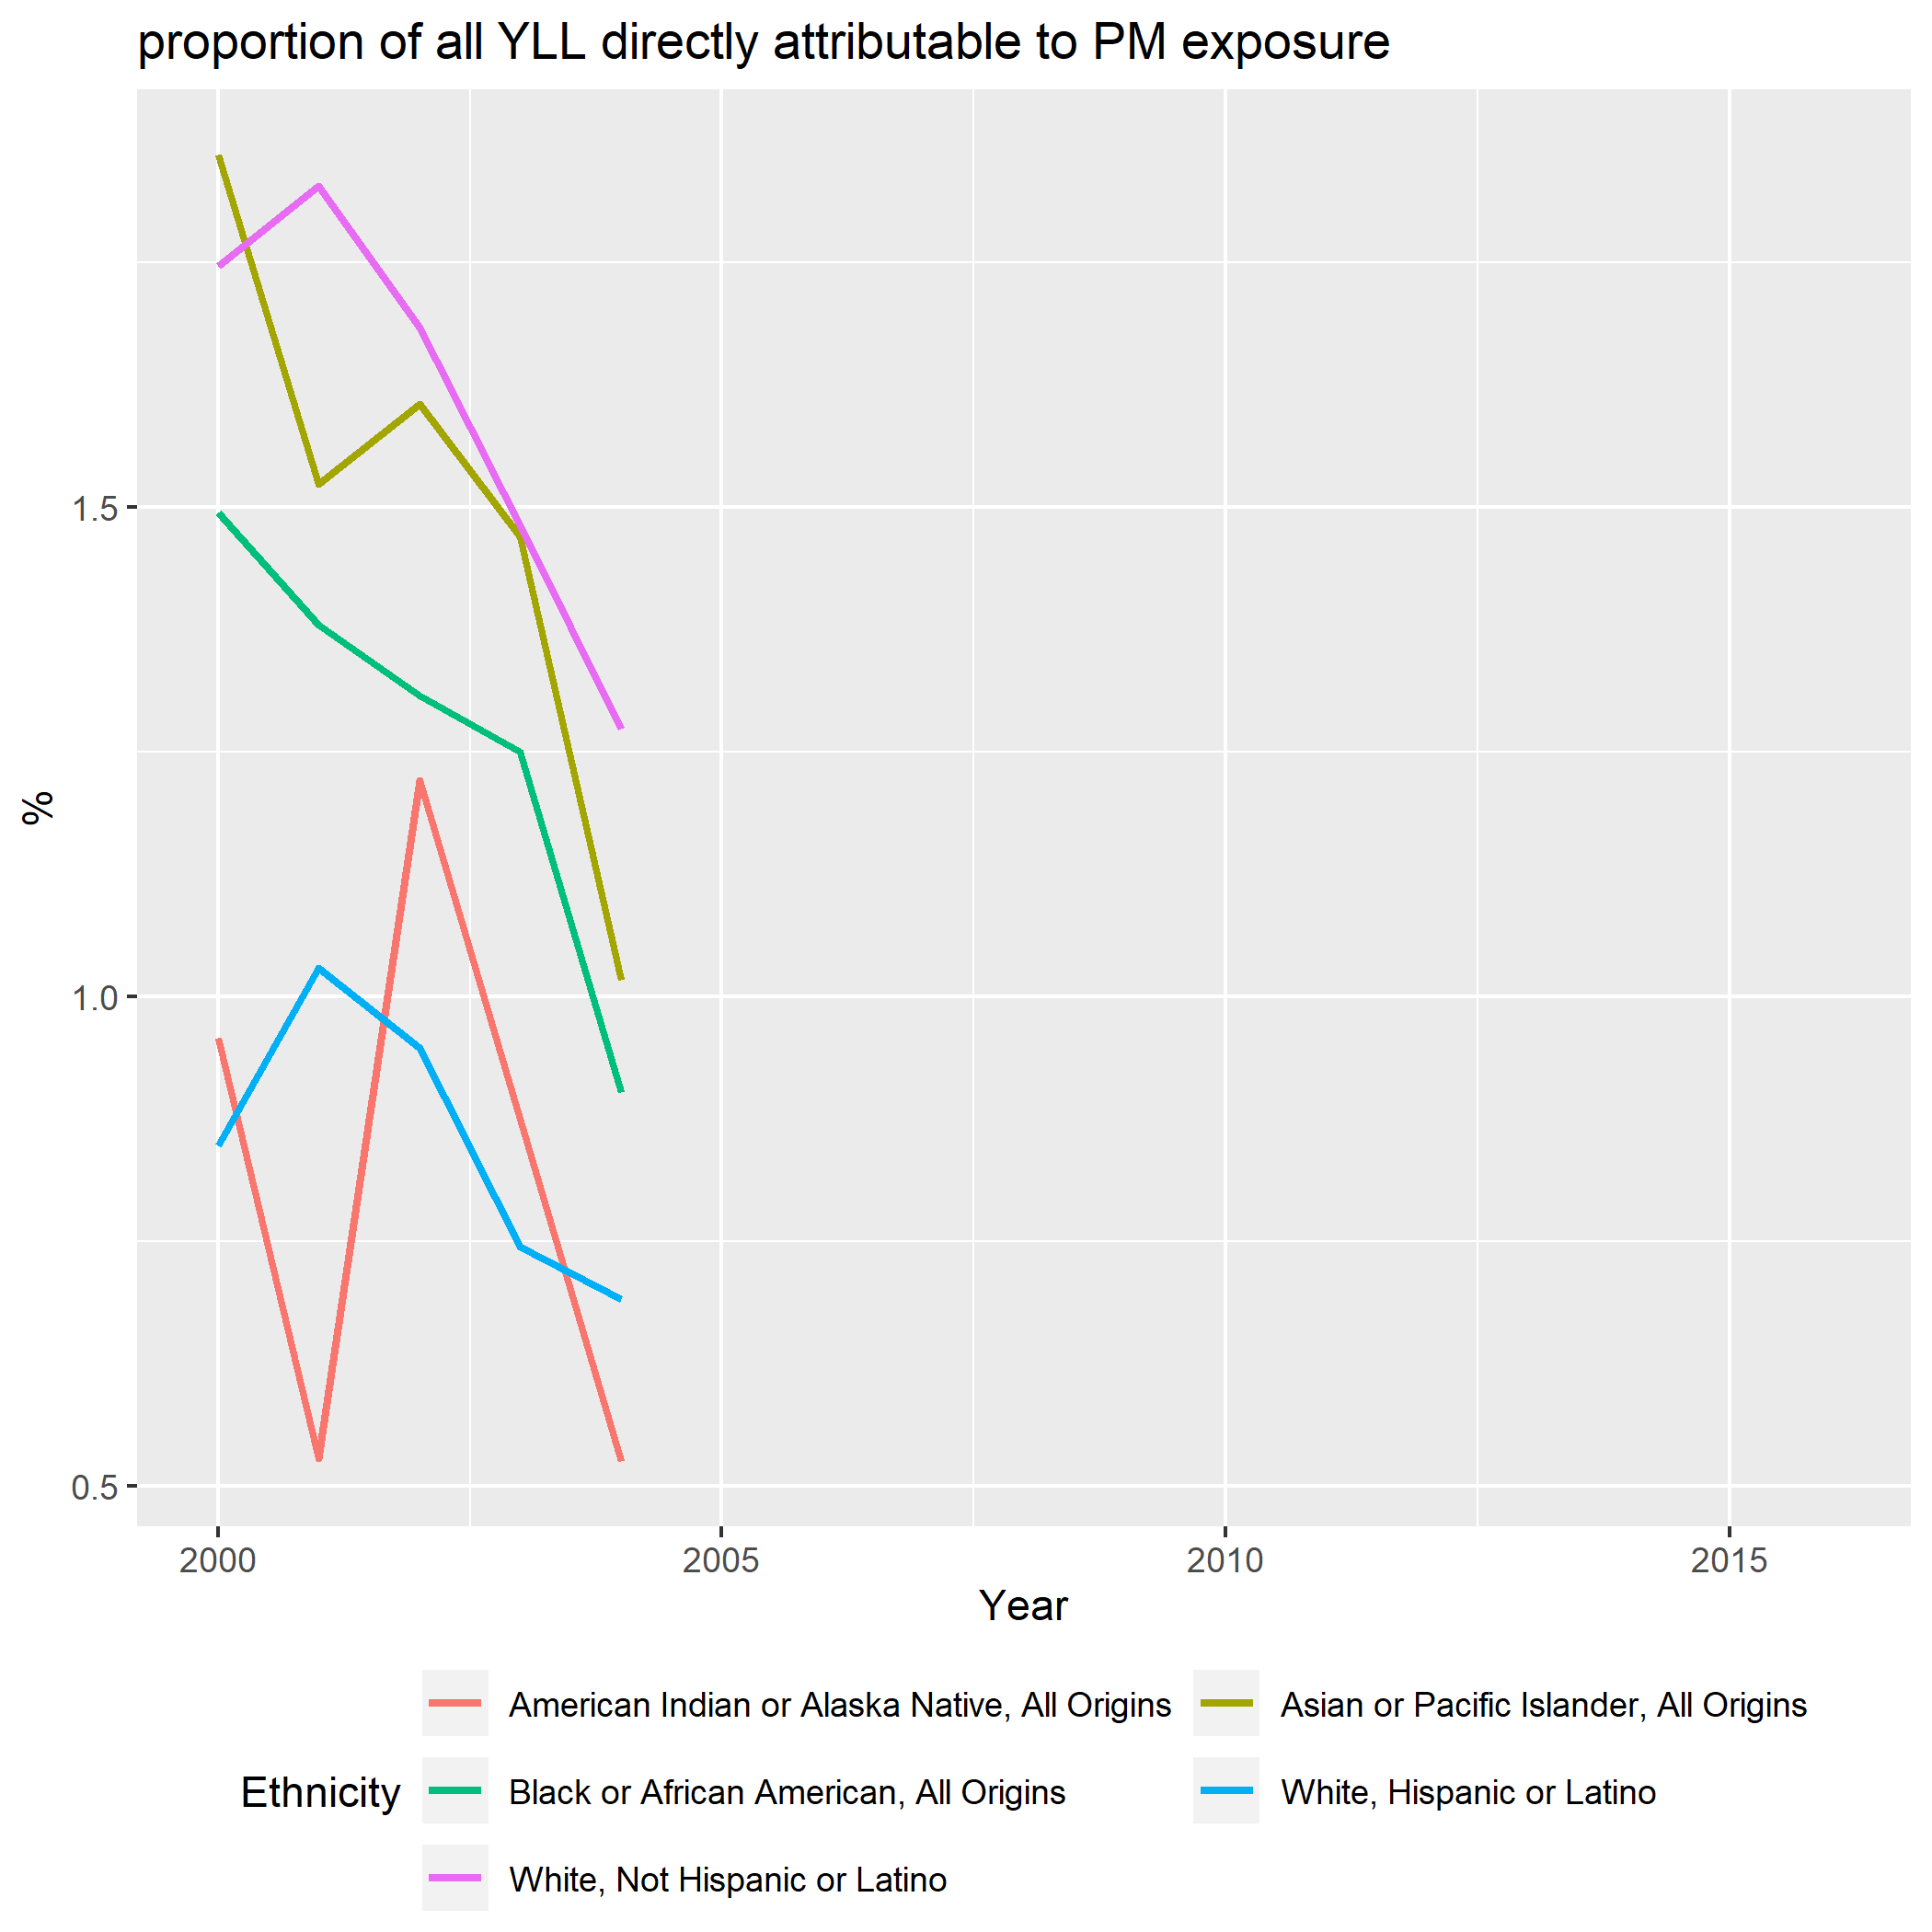 proportion of all YLL directly attributable to PM exposure
1.5
1.0
0.5
%
2000 2005 2010 2015
Year
Ethnicity
American Indian or Alaska Native, All Origins
Asian or Pacific Islander, All Origins
Black or African American, All Origins
White, Hispanic or Latino
White, Not Hispanic or Latino